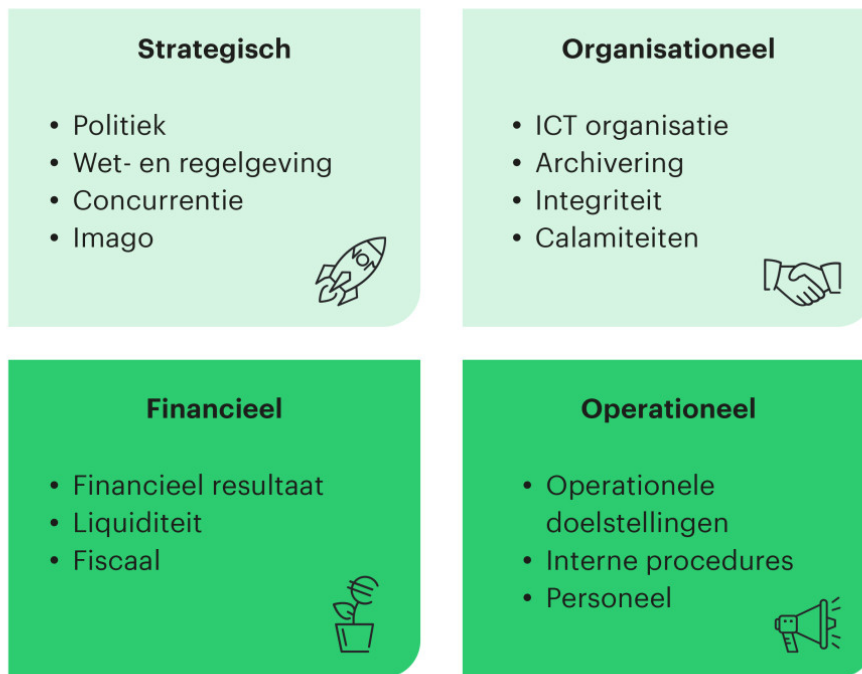 Strategisch
• Politiek
• Wet- en regelgeving
• Concurrentie
• Imago
Organisationeel
• ICT organisatie
• Archivering
• Integriteit
• Calamiteiten
Financieel
• Financieel resultaat
• Liquiditeit
• Fiscaal
Operationeel
• Operationele
doelstellingen
• Interne procedures
• Personeel